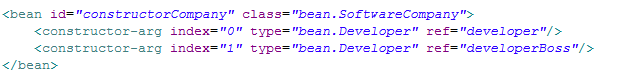 <bean id="constructorCompany" class="bean.SoftwareCompany">
    <constructor-arg index="0" type="bean.Developer" ref="developer"/>
    <constructor-arg index="1" type="bean.Developer" ref="developerBoss"/>
</bean>